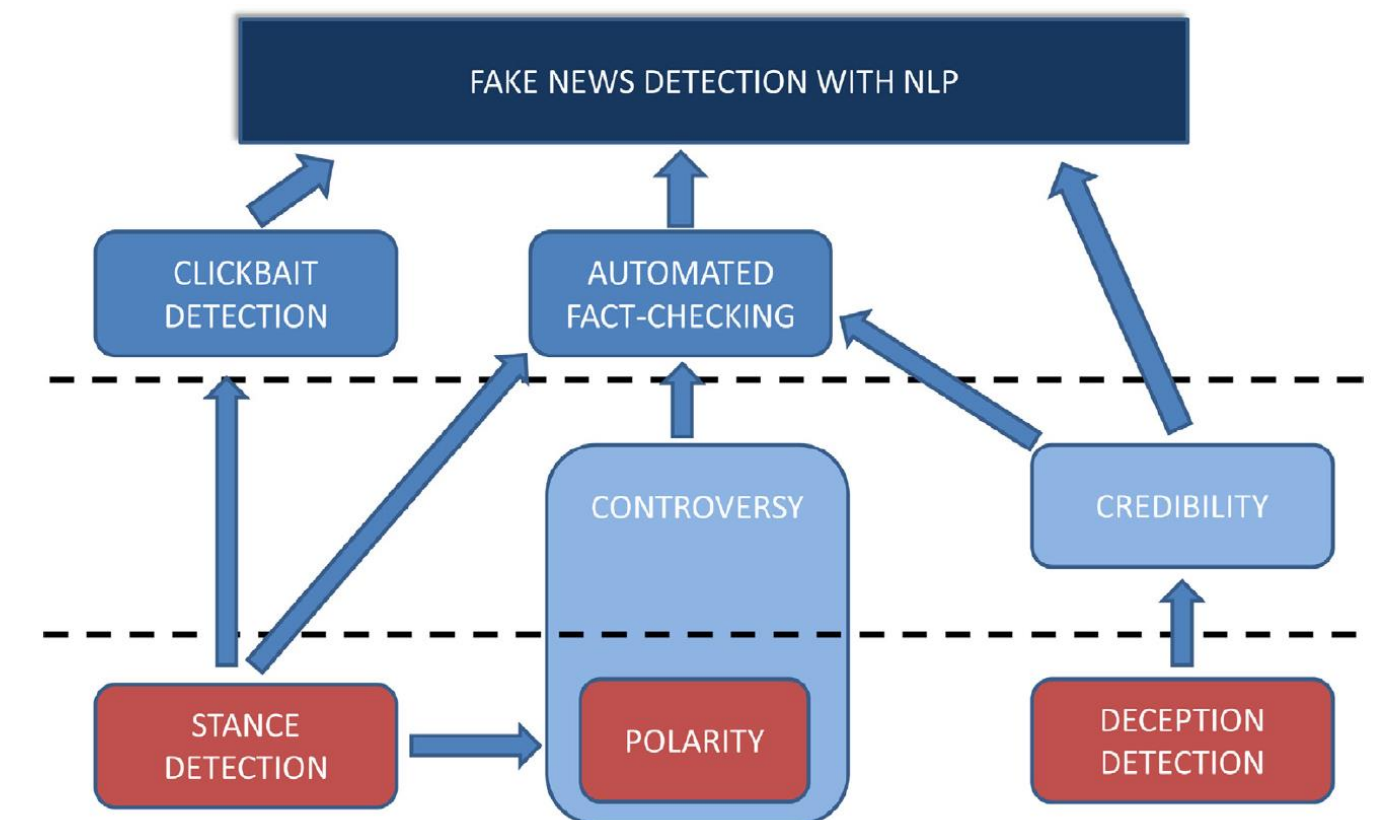 FAKE NEWS DETECTION WITH NLP
CLICKBAIT
DETECTION
AUTOMATED
FACT-CHECKING
CONTROVERSY
CREDIBILITY
STANCE
DETECTION
POLARITY
DECEPTION
DETECTION